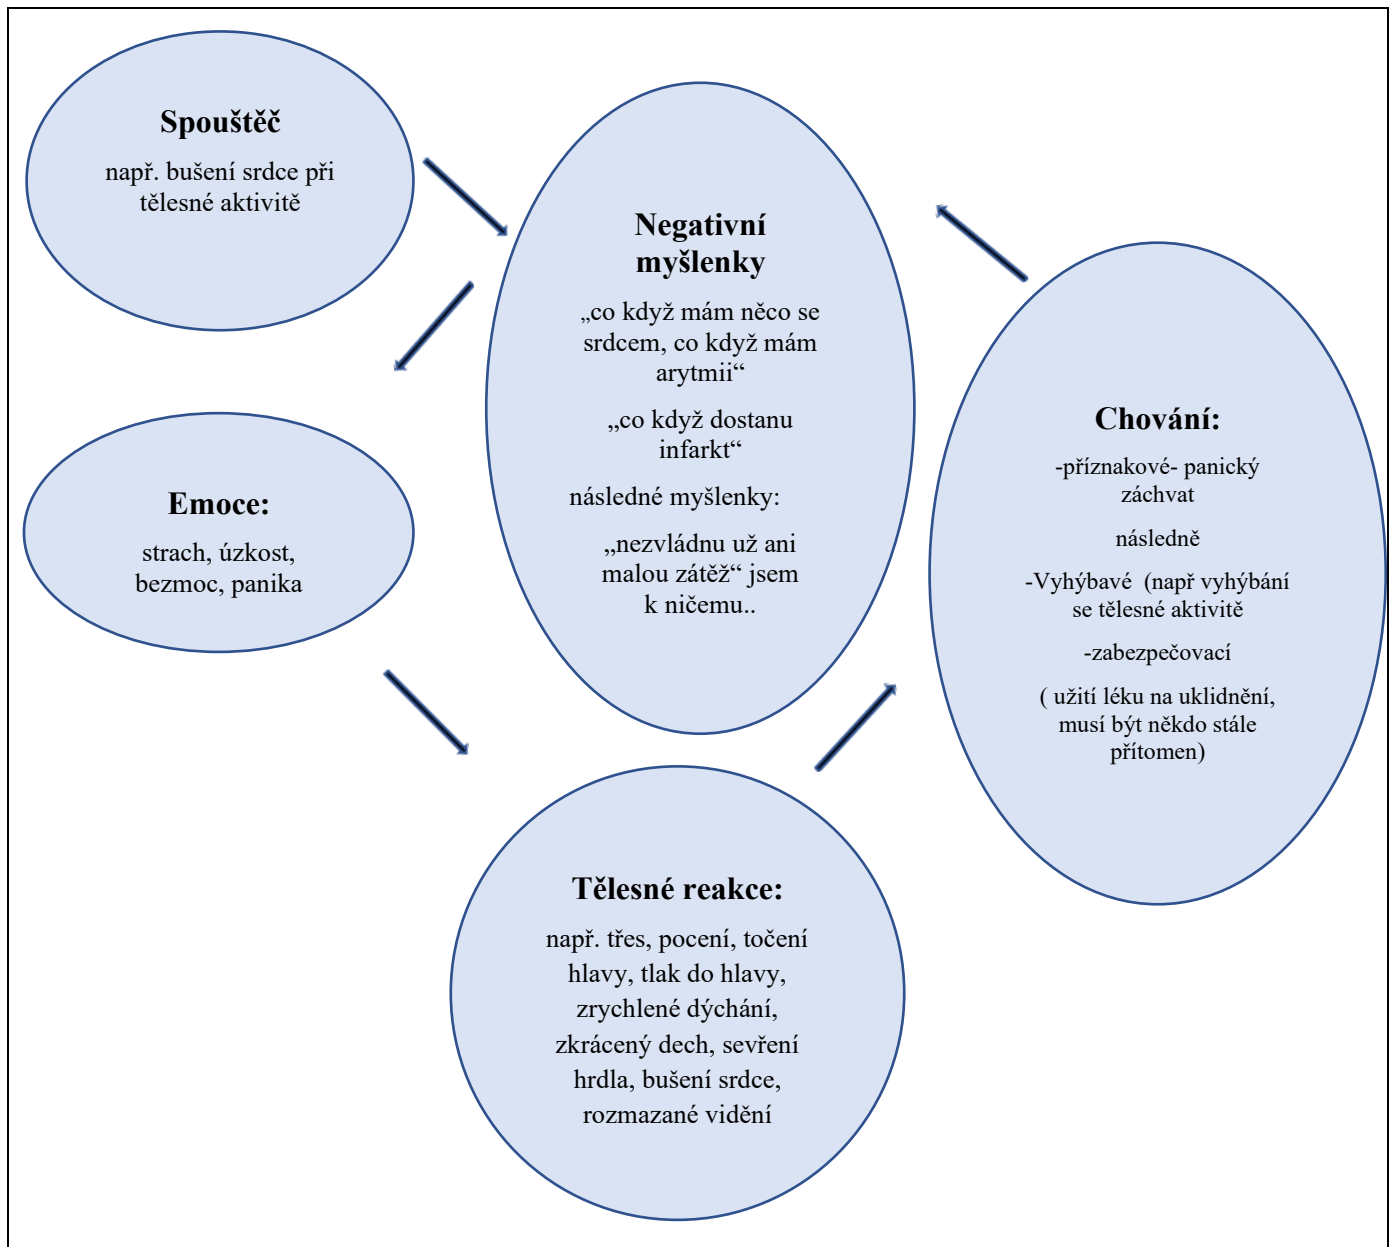 Spouštěč
např. bušení srdce při
tělesné aktivitě
Negativní
myšlenky
„co když mám něco se
srdcem, co když mám
arytmii“
„co když dostanu
infarkt“
následné myšlenky:
„nezvládnu už ani
malou zátěž“ jsem
k ničemu..
Emoce:
strach, úzkost,
bezmoc, panika
Chování:
-příznakové- panický
záchvat
následně
-Vyhýbavé  (např vyhýbání
se tělesné aktivitě
-zabezpečovací
( užití léku na uklidnění,
musí být někdo stále
přítomen)
Tělesné reakce:
např. třes, pocení, točení
hlavy, tlak do hlavy,
zrychlené dýchání,
zkrácený dech, sevření
hrdla, bušení srdce,
rozmazané vidění